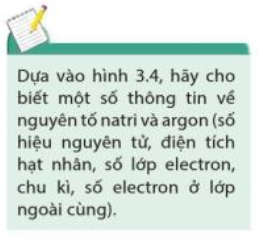 Dựa vào hình 3.4, hãy cho
biết một số thông tin về
nguyên tố natri và argon (số
hiệu nguyên tử, điện tích
hạt nhân, số lớp electron,
chu kì, số electron ở lớp
ngoài cùng).